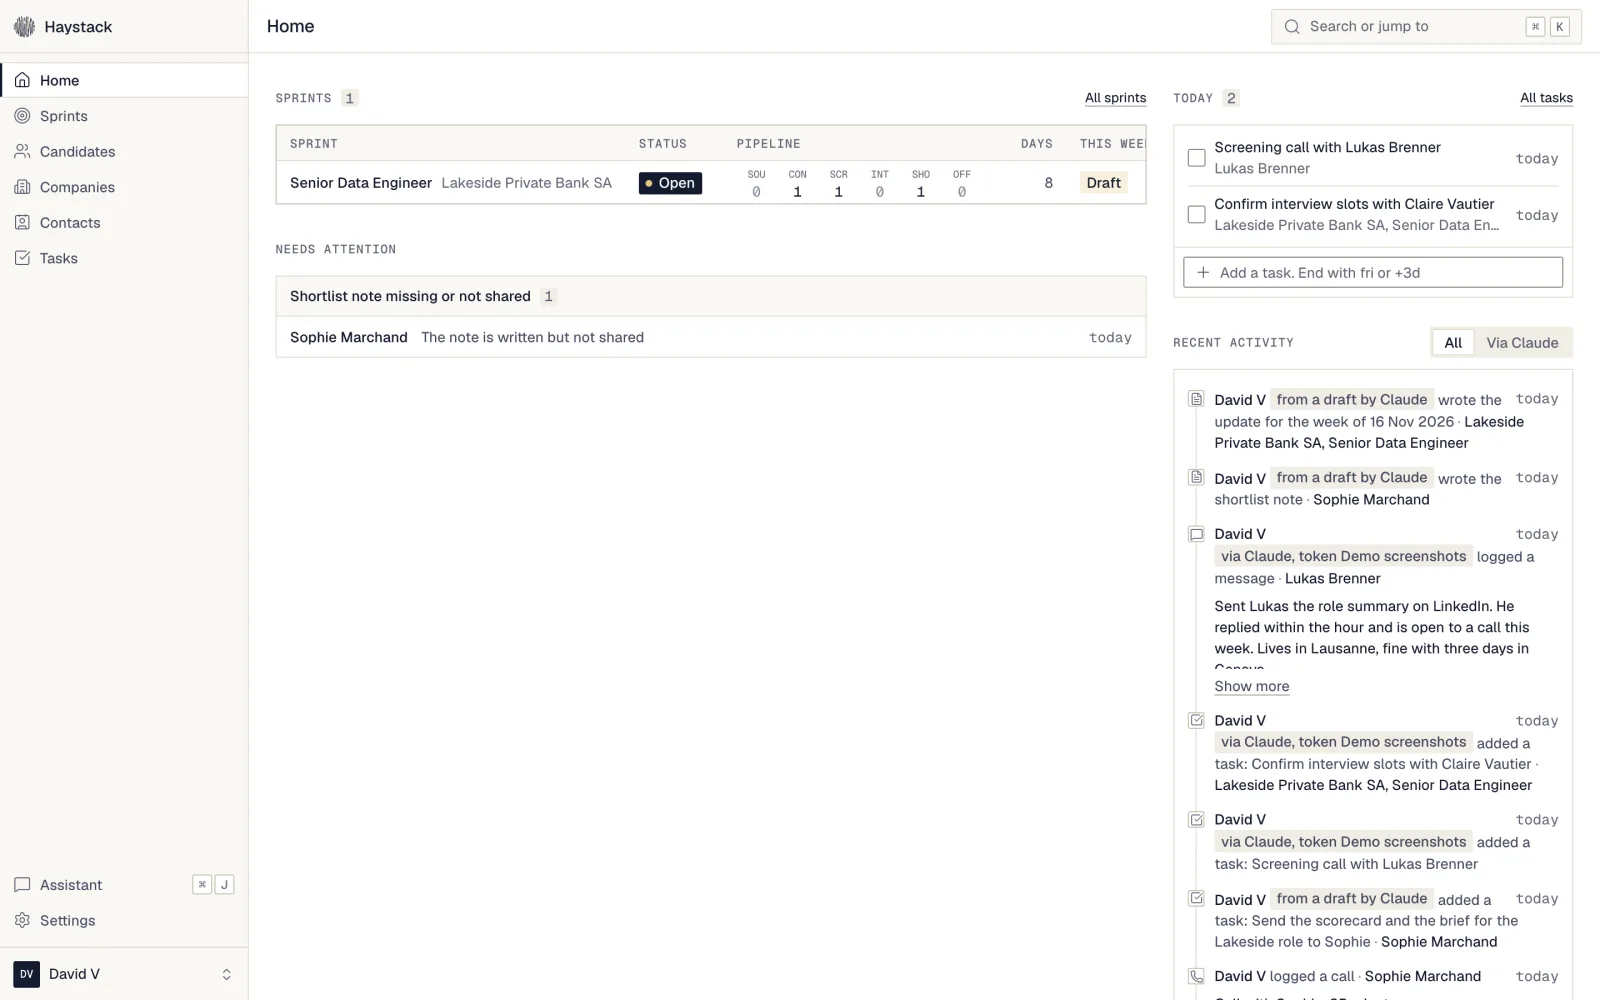 Haystack
Home
Sprints
Candidates
Companies
Contacts
Tasks
Assistant
⌘ J
Settings
DV David V
Home
Search or jump to
⌘ K
SPRINTS 1
All sprints
SPRINT STATUS PIPELINE DAYS THIS WEE
Senior Data Engineer Lakeside Private Bank SA Open SOU CON SCR INT SHO OFF 8 Draft
0 1 1 0 1 0
NEEDS ATTENTION
Shortlist note missing or not shared 1
Sophie Marchand The note is written but not shared today
TODAY 2
All tasks
Screening call with Lukas Brenner today
Lukas Brenner
Confirm interview slots with Claire Vautier today
Lakeside Private Bank SA, Senior Data En...
Add a task. End with fri or +3d
RECENT ACTIVITY
All Via Claude
David V from a draft by Claude wrote the today
update for the week of 16 Nov 2026 · Lakeside
Private Bank SA, Senior Data Engineer
David V from a draft by Claude wrote the today
shortlist note · Sophie Marchand
David V today
via Claude, token Demo screenshots logged a
message · Lukas Brenner
Sent Lukas the role summary on LinkedIn. He
replied within the hour and is open to a call this
week. Lives in Lausanne, fine with three days in
Show more
David V today
via Claude, token Demo screenshots added a
task: Confirm interview slots with Claire Vautier ·
Lakeside Private Bank SA, Senior Data Engineer
David V today
via Claude, token Demo screenshots added a
task: Screening call with Lukas Brenner
David V from a draft by Claude added a today
task: Send the scorecard and the brief for the
Lakeside role to Sophie · Sophie Marchand
David V logged a call · Sophie Marchand today